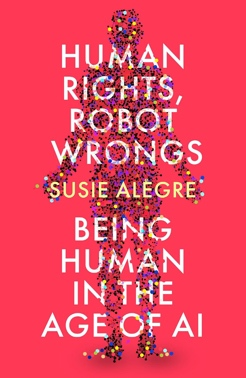 HUMAN
RIGHTS,
ROBOT
WRONGS
SUSIE ALEGRE
BEING
HUMAN
IN THE
AGE OF AI